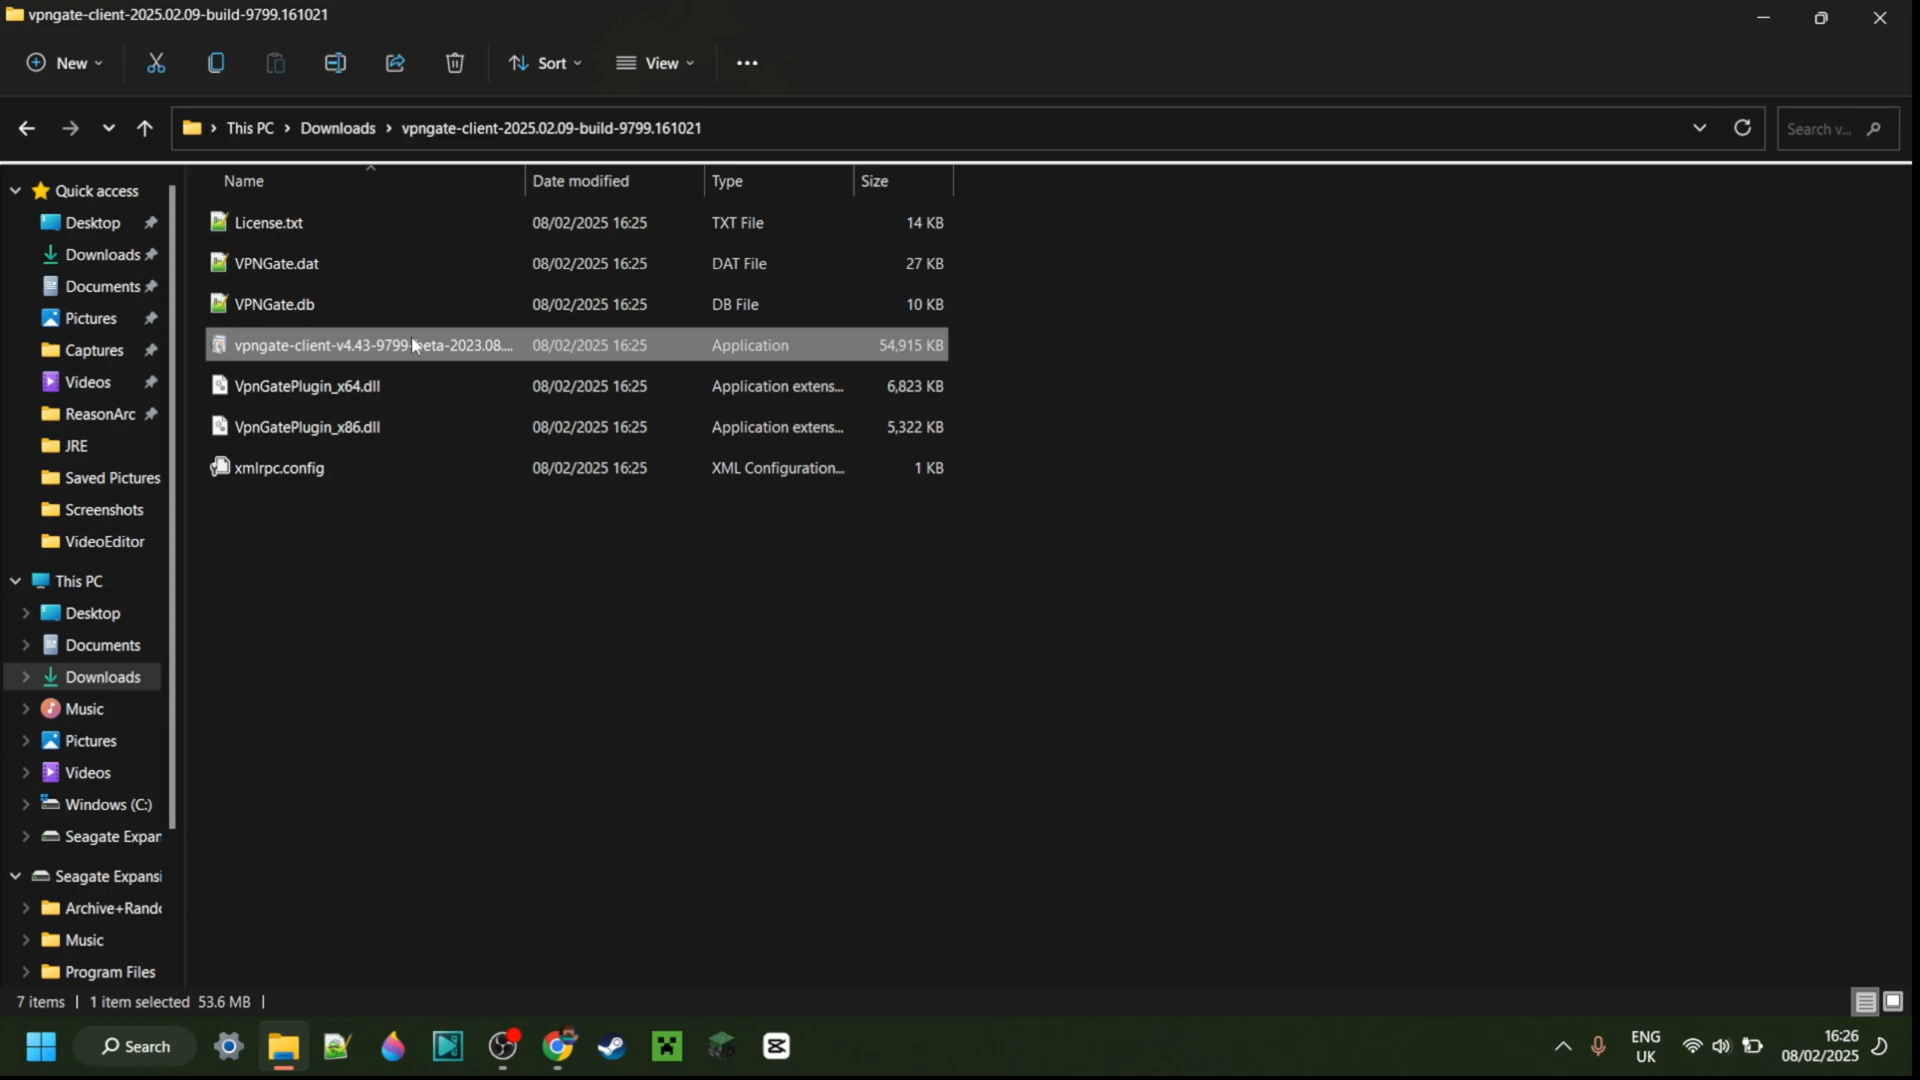 vpngate-client-2025.02.09-build-9799.161021
New
Sort
View
This PC
Downloads
vpngate-client-2025.02.09-build-9799.161021
Search v...
Name
Date modified
Type
Size
License.txt 08/02/2025 16:25 TXT File 14 KB
VPNGate.dat 08/02/2025 16:25 DAT File 27 KB
VPNGate.db 08/02/2025 16:25 DB File 10 KB
vpngate-client-v4.43-9799-beta-2023.08.... 08/02/2025 16:25 Application 54,915 KB
VpnGatePlugin_x64.dll 08/02/2025 16:25 Application extens... 6,823 KB
VpnGatePlugin_x86.dll 08/02/2025 16:25 Application extens... 5,322 KB
xmlrpc.config 08/02/2025 16:25 XML Configuration... 1 KB
Quick access
Desktop
Downloads
Documents
Pictures
Captures
Videos
ReasonArc
JRE
Saved Pictures
Screenshots
VideoEditor
This PC
Desktop
Documents
Downloads
Music
Pictures
Videos
Windows (C:)
Seagate Expan
Seagate Expansi
Archive+Rando
Music
Program Files
7 items
1 item selected 53.6 MB
Search
ENG
UK
16:26
08/02/2025